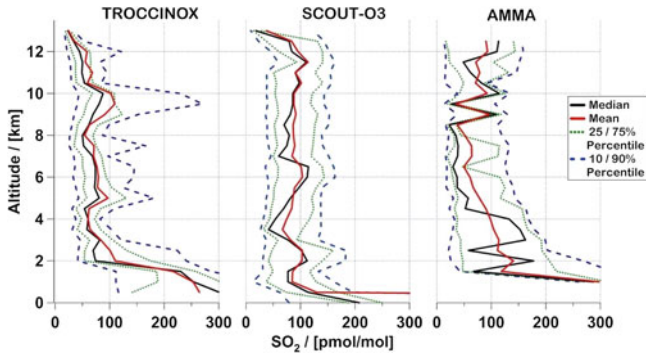 TROCCINOX SCOUT-O3 AMMA
Altitude / [km]
12
10
8
6
4
2
0
Median
Mean
25 / 75%
Percentile
10 / 90%
Percentile
0 100 200 300 0 100 200 300 0 100 200 300
SO2 / [pmol/mol]